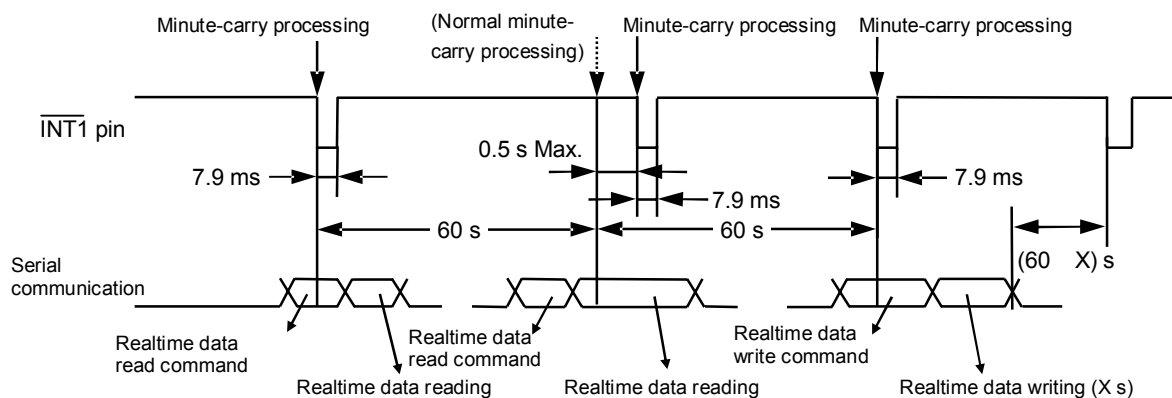 Minute-carry processing
(Normal minute-
carry processing)
Minute-carry processing
Minute-carry processing
INT1 pin
0.5 s Max.
7.9 ms
7.9 ms
7.9 ms
60 s
60 s
(60 X) s
Serial
communication
Realtime data
read command
Realtime data
read command
Realtime data
write command
Realtime data reading
Realtime data reading
Realtime data writing (X s)